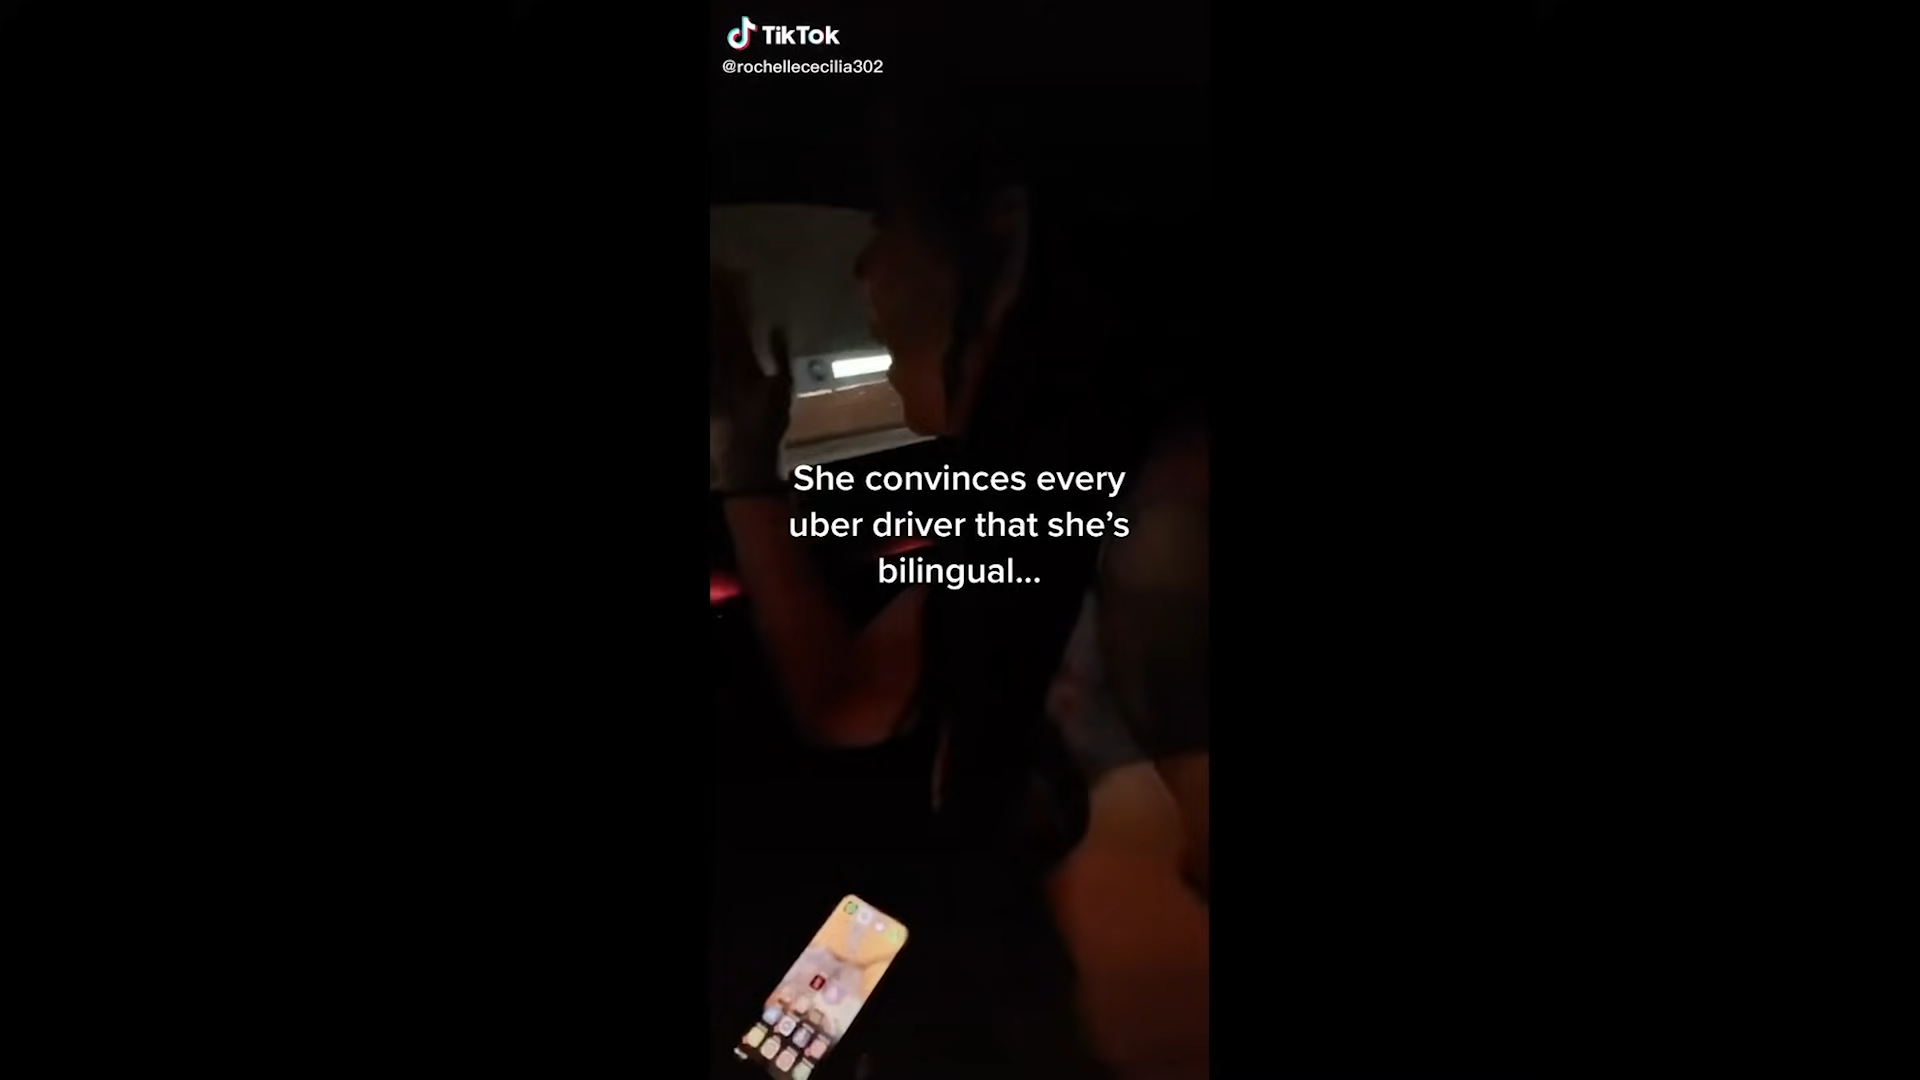 TikTok
@rochellececilia302
She convinces every
uber driver that she’s
bilingual...